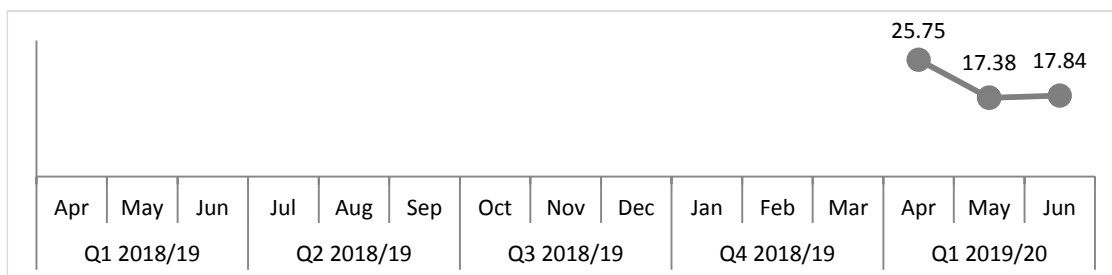 25.75
17.38 17.84
Apr May Jun Jul Aug Sep Oct Nov Dec Jan Feb Mar Apr May Jun
Q1 2018/19 Q2 2018/19 Q3 2018/19 Q4 2018/19 Q1 2019/20